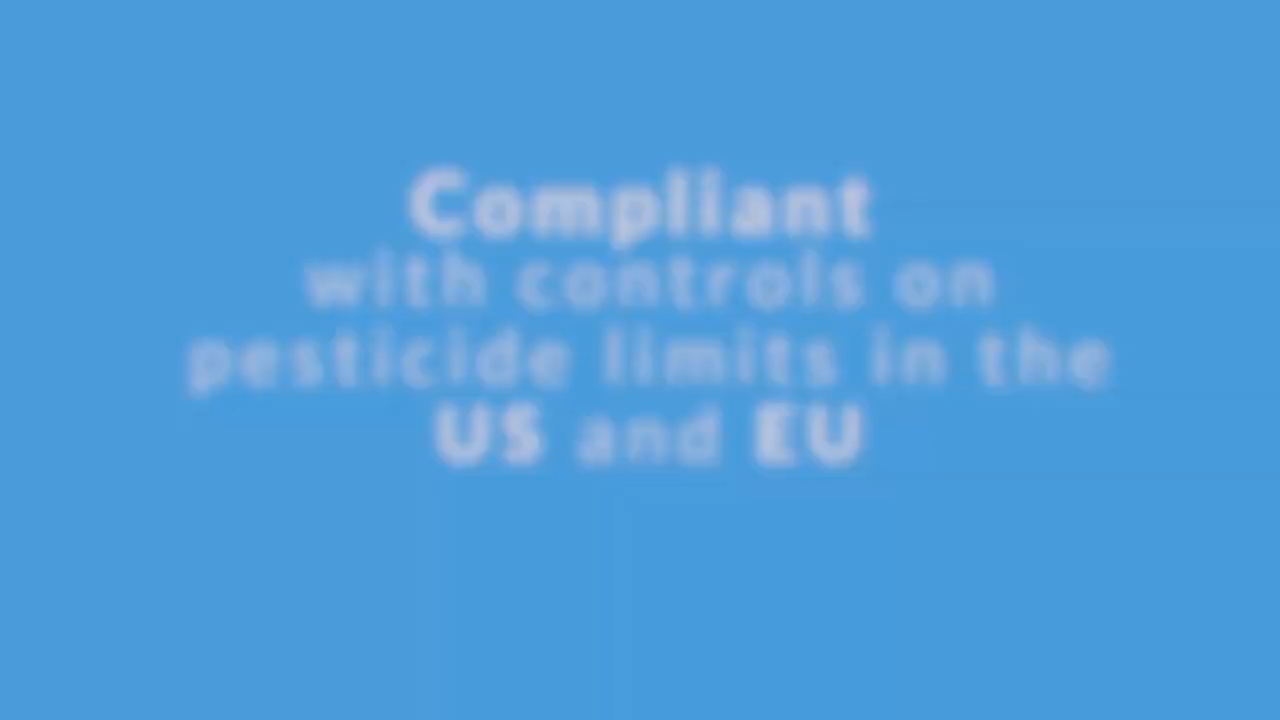 Compliant
with controls on
pesticide limits in the
US and EU